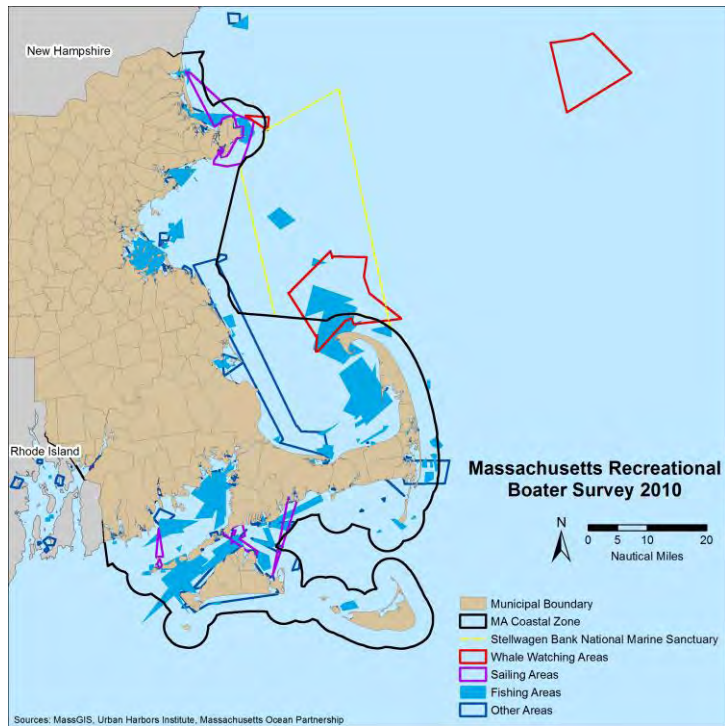 New Hampshire
Rhode Island
Massachusetts Recreational
Boater Survey 2010
N
0 5 10 20
Nautical Miles
Municipal Boundary
MA Coastal Zone
Stellwagen Bank National Marine Sanctuary
Whale Watching Areas
Sailing Areas
Fishing Areas
Other Areas
Sources: MassGIS, Urban Harbors Institute, Massachusetts Ocean Partnership